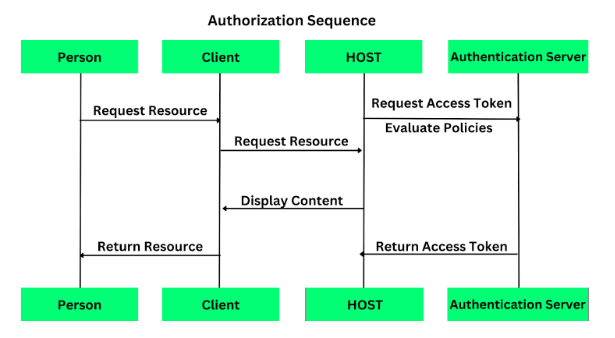 Authorization Sequence
Person
Client
HOST
Authentication Server
Request Resource
Request Access Token
Evaluate Policies
Request Resource
Display Content
Return Resource
Return Access Token
Person
Client
HOST
Authentication Server